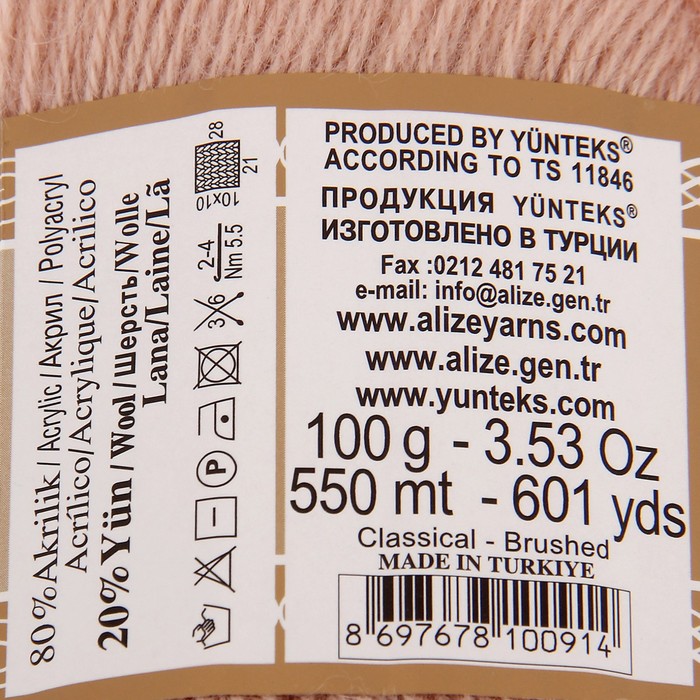 80%Akrilik/Acrylic/Акрил/Polyacryl
Acrílico/Acrylique/Acrilico
20%Yün/Wool/Шерсть/Wolle
Lana/Laine/Lã
28
21
10x10
2-4
Nm 5.5
3 6
P
PRODUCED BY YÜNTEKS®
ACCORDING TO TS 11846
ПРОДУКЦИЯ YÜNTEKS®
ИЗГОТОВЛЕНО В ТУРЦИИ
Fax :0212 481 75 21
e-mail: info@alize.gen.tr
www.alizeyarns.com
www.alize.gen.tr
www.yunteks.com
100 g - 3.53 Oz
550 mt - 601 yds
Classical - Brushed
MADE IN TURKIYE
8 697678 100914